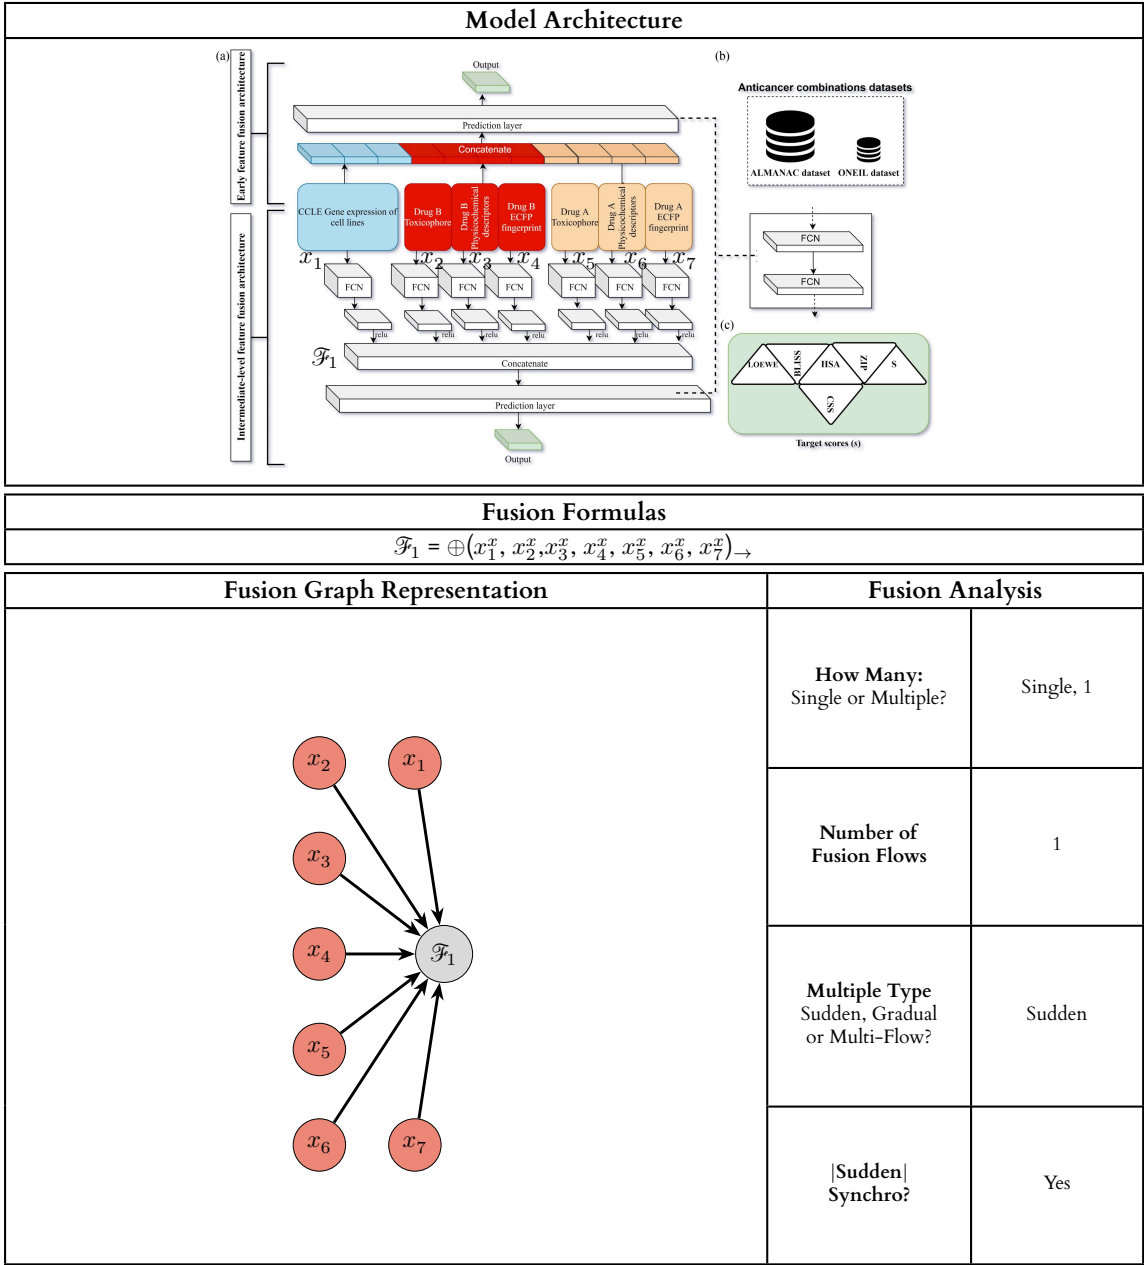 Model Architecture
(a)
Early feature fusion architecture
Intermediate-level feature fusion architecture
Output
Prediction layer
Concatenate
CCLE Gene expression of
cell lines
Drug B
Toxicophore
Drug B
Physicochemical
descriptors
Drug B
ECFP
fingerprint
Drug A
Toxicophore
Drug A
Physicochemical
descriptors
Drug A
ECFP
fingerprint
x₁ x₂ x₃ x₄ x₅ x₆ x₇
FCN FCN FCN FCN FCN FCN FCN
relu relu relu relu relu relu relu
ℱ₁
Concatenate
Prediction layer
Output
(b)
Anticancer combinations datasets
ALMANAC dataset ONEIL dataset
FCN
FCN
(c)
LOEWE BLISS HSA ZIP S
CSS
Target scores (s)
Fusion Formulas
ℱ₁ = ⊕(x₁ˣ, x₂ˣ,x₃ˣ, x₄ˣ, x₅ˣ, x₆ˣ, x₇ˣ)→
Fusion Graph Representation
x₂ x₁
x₃
x₄ ℱ₁
x₅
x₆ x₇
Fusion Analysis
How Many:
Single or Multiple?
Single, 1
Number of
Fusion Flows
1
Multiple Type
Sudden, Gradual
or Multi-Flow?
Sudden
|Sudden|
Synchro?
Yes